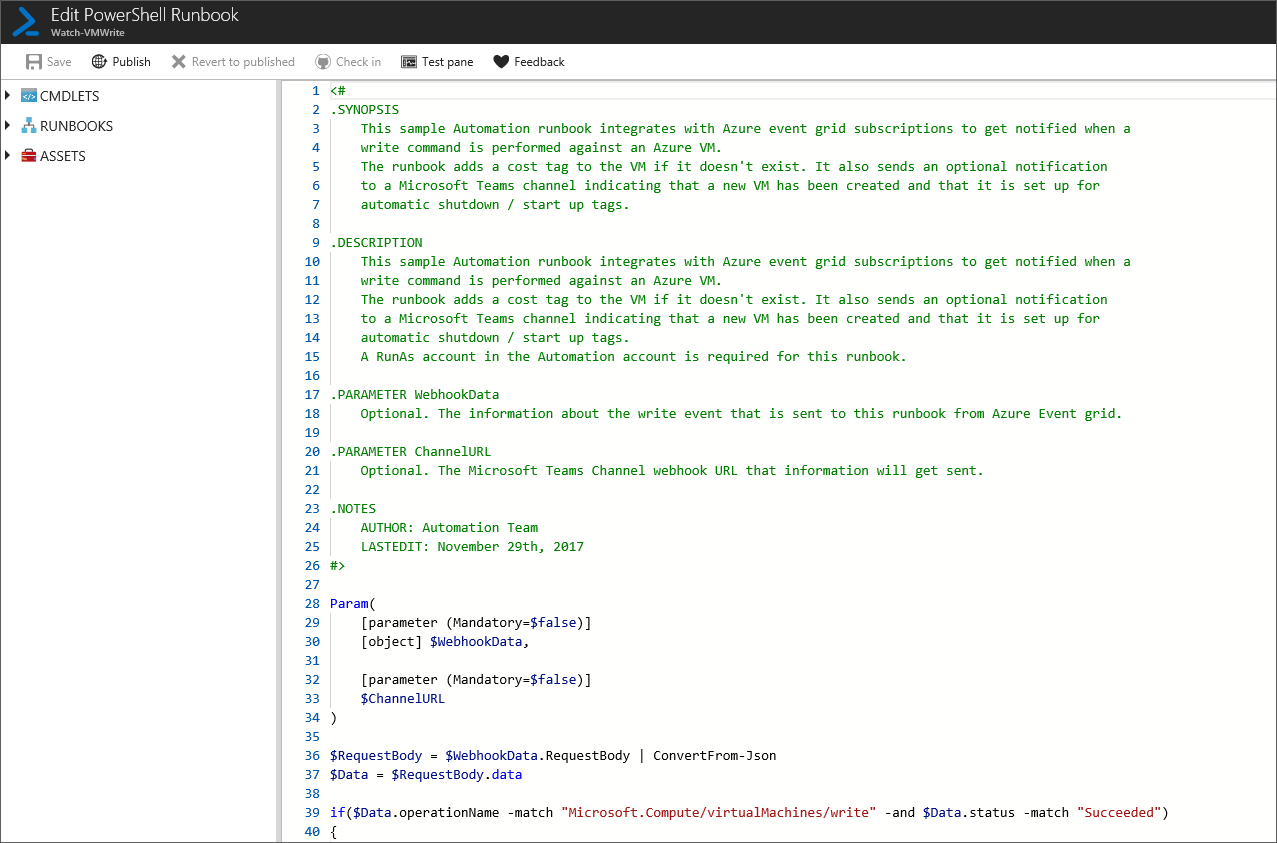 Edit PowerShell Runbook
Watch-VMWrite
Save Publish Revert to published Check in Test pane Feedback
CMDLETS
RUNBOOKS
ASSETS
1 <#
2 .SYNOPSIS
3     This sample Automation runbook integrates with Azure event grid subscriptions to get notified when a
4     write command is performed against an Azure VM.
5     The runbook adds a cost tag to the VM if it doesn't exist. It also sends an optional notification
6     to a Microsoft Teams channel indicating that a new VM has been created and that it is set up for
7     automatic shutdown / start up tags.
8
9 .DESCRIPTION
10     This sample Automation runbook integrates with Azure event grid subscriptions to get notified when a
11     write command is performed against an Azure VM.
12     The runbook adds a cost tag to the VM if it doesn't exist. It also sends an optional notification
13     to a Microsoft Teams channel indicating that a new VM has been created and that it is set up for
14     automatic shutdown / start up tags.
15     A RunAs account in the Automation account is required for this runbook.
16
17 .PARAMETER WebhookData
18     Optional. The information about the write event that is sent to this runbook from Azure Event grid.
19
20 .PARAMETER ChannelURL
21     Optional. The Microsoft Teams Channel webhook URL that information will get sent.
22
23 .NOTES
24     AUTHOR: Automation Team
25     LASTEDIT: November 29th, 2017
26 #>
27
28 Param(
29     [parameter (Mandatory=$false)]
30     [object] $WebhookData,
31
32     [parameter (Mandatory=$false)]
33     $ChannelURL
34 )
35
36 $RequestBody = $WebhookData.RequestBody | ConvertFrom-Json
37 $Data = $RequestBody.data
38
39 if($Data.operationName -match "Microsoft.Compute/virtualMachines/write" -and $Data.status -match "Succeeded")
40 {